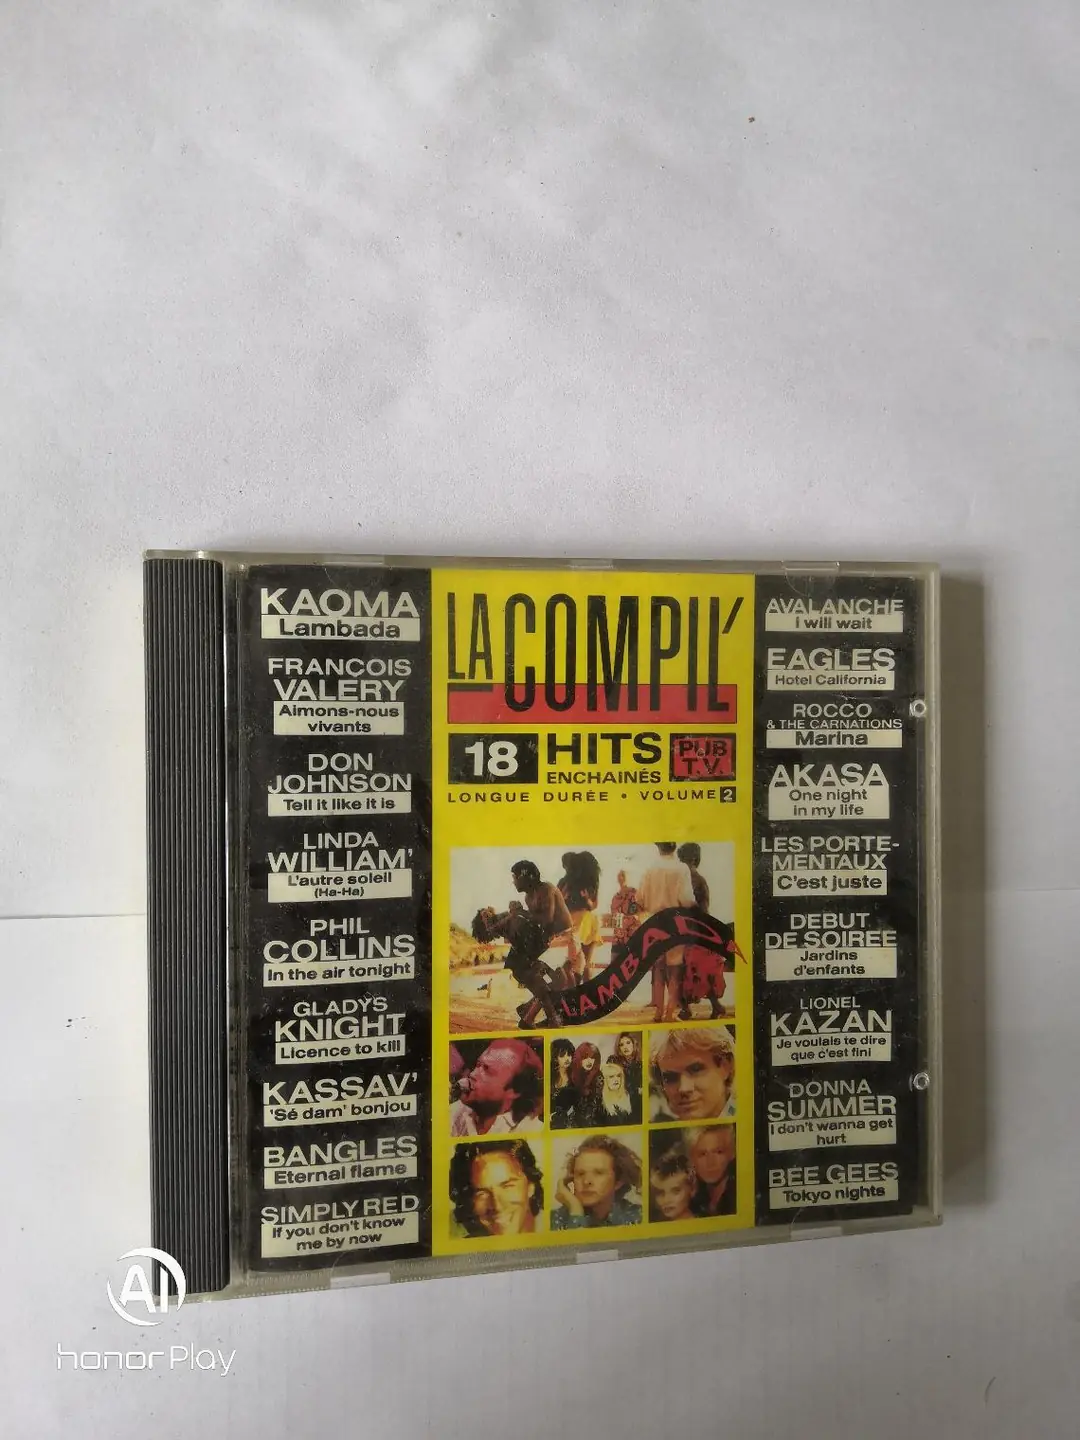 KAOMA
Lambada
FRANÇOIS
VALÉRY
Aimons-nous
vivants
DON
JOHNSON
Tell it like it is
LINDA
WILLIAM'
L'autre soleil
(Ha-Ha)
PHIL
COLLINS
In the air tonight
GLADYS
KNIGHT
Licence to kill
KASSAV'
'Sé dam' bonjou
BANGLES
Eternal flame
SIMPLY RED
If you don't know
me by now
LA COMPIL'
18 HITS
ENCHAINÉS
PUB
T.V.
LONGUE DURÉE • VOLUME 2
LAMBADA
AVALANCHE
I will wait
EAGLES
Hotel California
ROCCO
& THE CARNATIONS
Marina
AKASA
One night
in my life
LES PORTE-
MENTAUX
C'est juste
DEBUT
DE SOIREE
Jardins
d'enfants
LIONEL
KAZAN
Je voulais te dire
que c'est fini
DONNA
SUMMER
I don't wanna get
hurt
BEE GEES
Tokyo nights
AI
honor Play